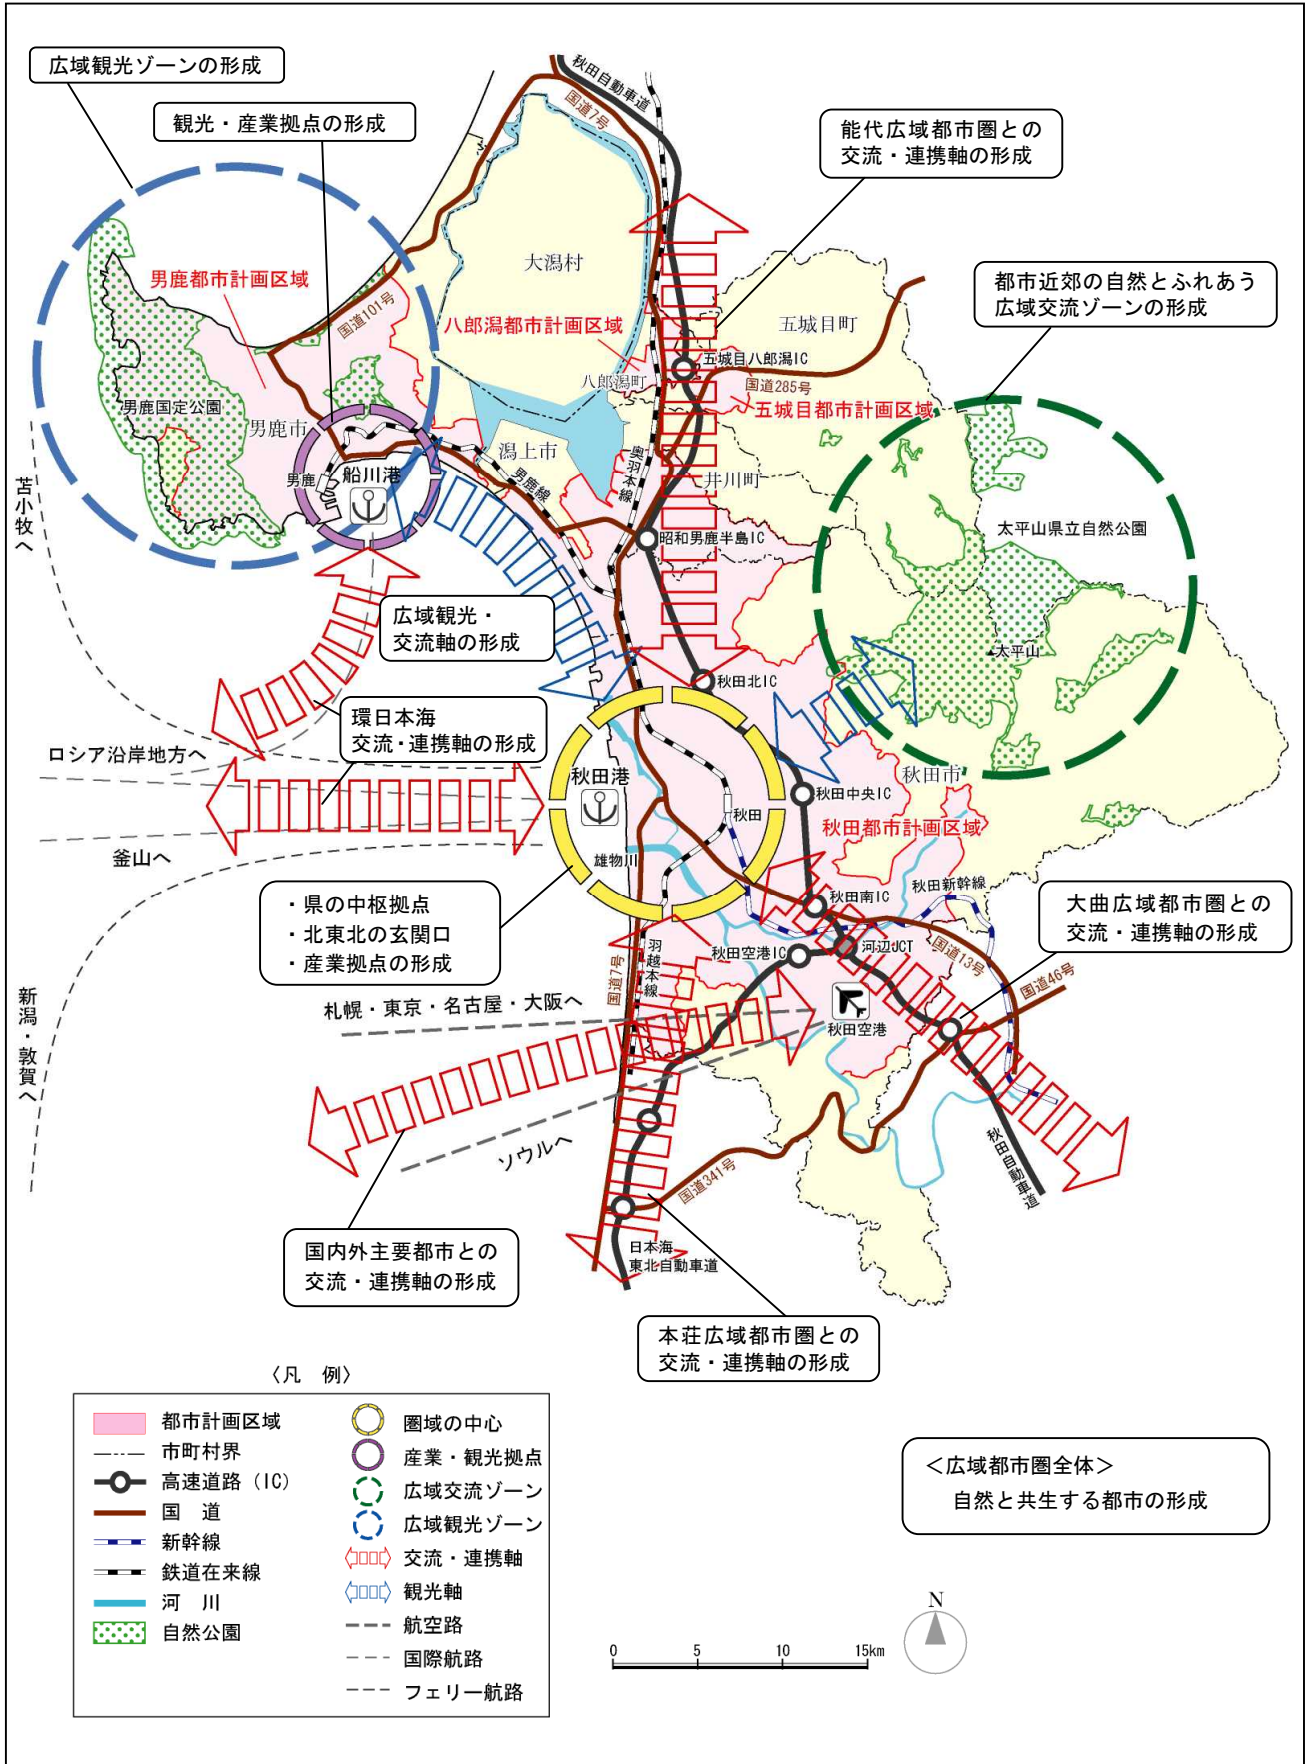 広域観光ゾーンの形成
観光・産業拠点の形成
秋田自動車道
国道7号
能代広域都市圏との
交流・連携軸の形成
大潟村
都市近郊の自然とふれあう
広域交流ゾーンの形成
男鹿都市計画区域
国道101号
八郎潟都市計画区域
五城目町
五城目八郎潟IC
八郎潟町
国道285号
五城目都市計画区域
男鹿国定公園
男鹿市
潟上市
奥羽本線
男鹿線
井川町
男鹿
船川港
苫小牧へ
昭和男鹿半島IC
太平山県立自然公園
広域観光・
交流軸の形成
太平山
秋田北IC
環日本海
交流・連携軸の形成
ロシア沿岸地方へ
秋田港
秋田市
秋田中央IC
秋田
秋田都市計画区域
釜山へ
雄物川
秋田新幹線
・県の中枢拠点
・北東北の玄関口
・産業拠点の形成
秋田南IC
大曲広域都市圏との
交流・連携軸の形成
河辺JCT
国道13号
秋田空港IC
羽越本線
国道7号
国道46号
新潟・敦賀へ
札幌・東京・名古屋・大阪へ
秋田空港
ソウルへ
秋田自動車道
国道341号
国内外主要都市との
交流・連携軸の形成
日本海
東北自動車道
本荘広域都市圏との
交流・連携軸の形成
〈凡 例〉
都市計画区域
市町村界
高速道路（IC）
国 道
新幹線
鉄道在来線
河 川
自然公園
圏域の中心
産業・観光拠点
広域交流ゾーン
広域観光ゾーン
交流・連携軸
観光軸
航空路
国際航路
フェリー航路
＜広域都市圏全体＞
自然と共生する都市の形成
N
0 5 10 15km